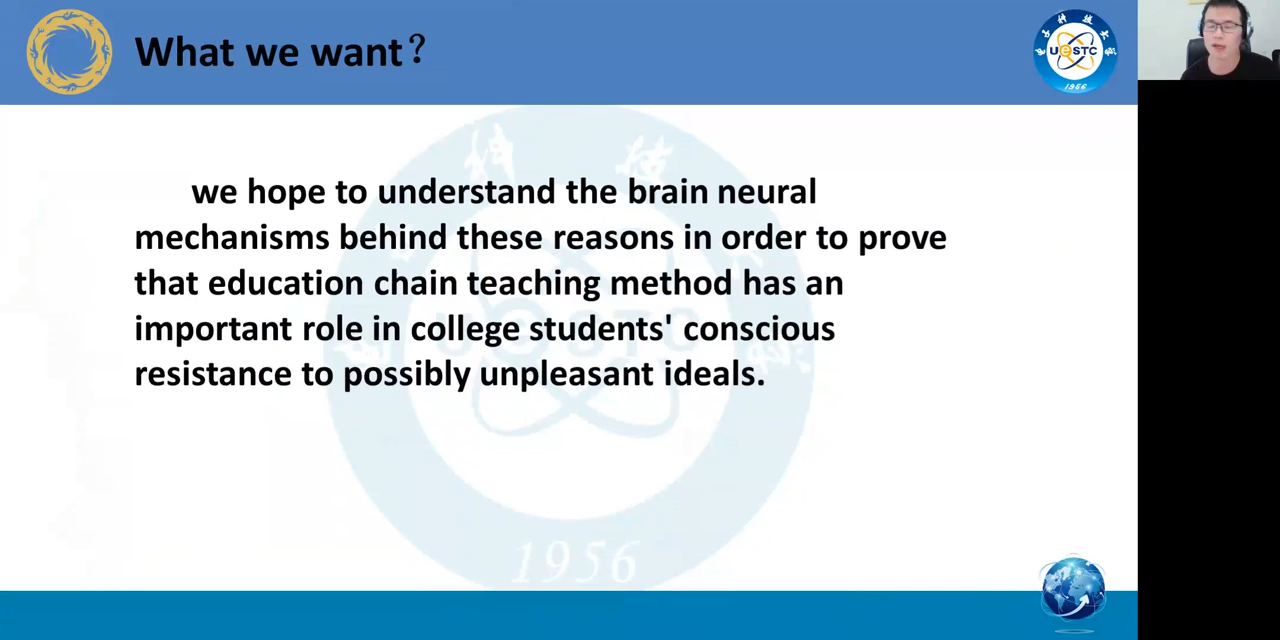 What we want？
UeSTC
1956
we hope to understand the brain neural
mechanisms behind these reasons in order to prove
that education chain teaching method has an
important role in college students' conscious
resistance to possibly unpleasant ideals.
科 技
1956